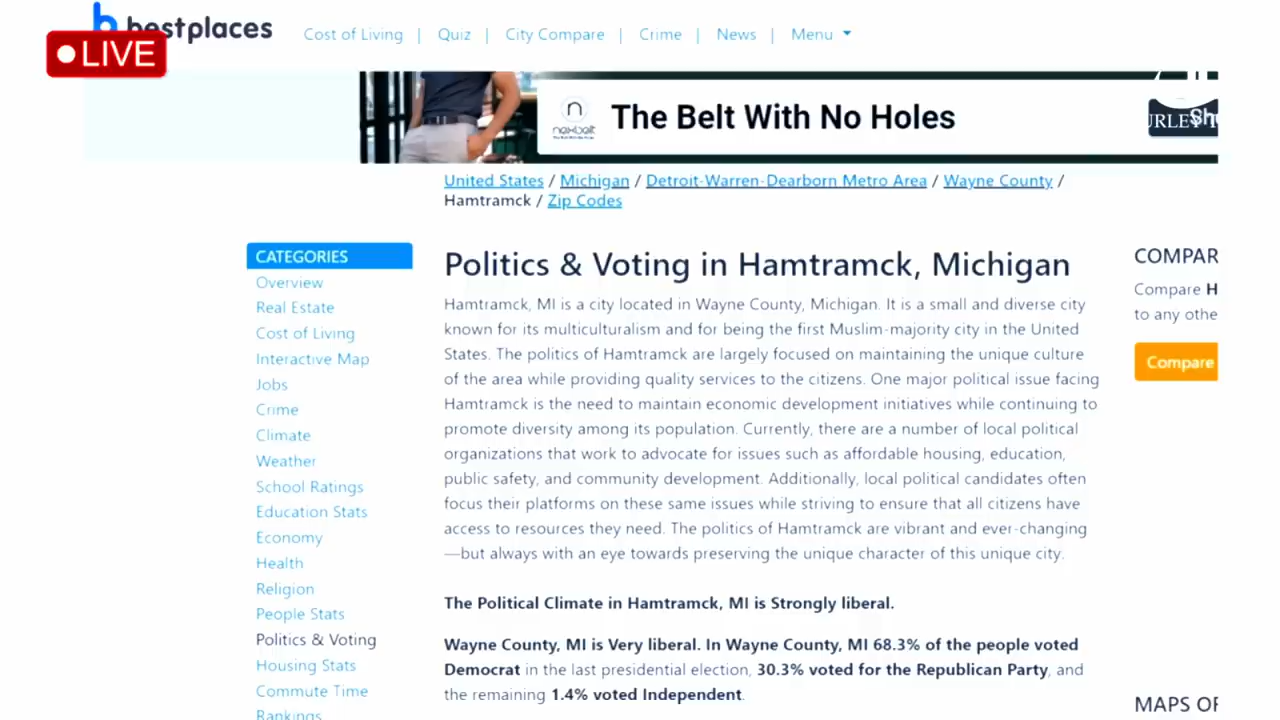 bestplaces
LIVE
Cost of Living | Quiz | City Compare | Crime | News | Menu
n
nexbelt
The Belt With No Holes
URLEY
Sh
United States / Michigan / Detroit-Warren-Dearborn Metro Area / Wayne County /
Hamtramck / Zip Codes
CATEGORIES
Overview
Real Estate
Cost of Living
Interactive Map
Jobs
Crime
Climate
Weather
School Ratings
Education Stats
Economy
Health
Religion
People Stats
Politics & Voting
Housing Stats
Commute Time
Rankings
Politics & Voting in Hamtramck, Michigan
Hamtramck, MI is a city located in Wayne County, Michigan. It is a small and diverse city
known for its multiculturalism and for being the first Muslim-majority city in the United
States. The politics of Hamtramck are largely focused on maintaining the unique culture
of the area while providing quality services to the citizens. One major political issue facing
Hamtramck is the need to maintain economic development initiatives while continuing to
promote diversity among its population. Currently, there are a number of local political
organizations that work to advocate for issues such as affordable housing, education,
public safety, and community development. Additionally, local political candidates often
focus their platforms on these same issues while striving to ensure that all citizens have
access to resources they need. The politics of Hamtramck are vibrant and ever-changing
—but always with an eye towards preserving the unique character of this unique city.
The Political Climate in Hamtramck, MI is Strongly liberal.
Wayne County, MI is Very liberal. In Wayne County, MI 68.3% of the people voted
Democrat in the last presidential election, 30.3% voted for the Republican Party, and
the remaining 1.4% voted Independent.
COMPAR
Compare H
to any othe
Compare
MAPS OF